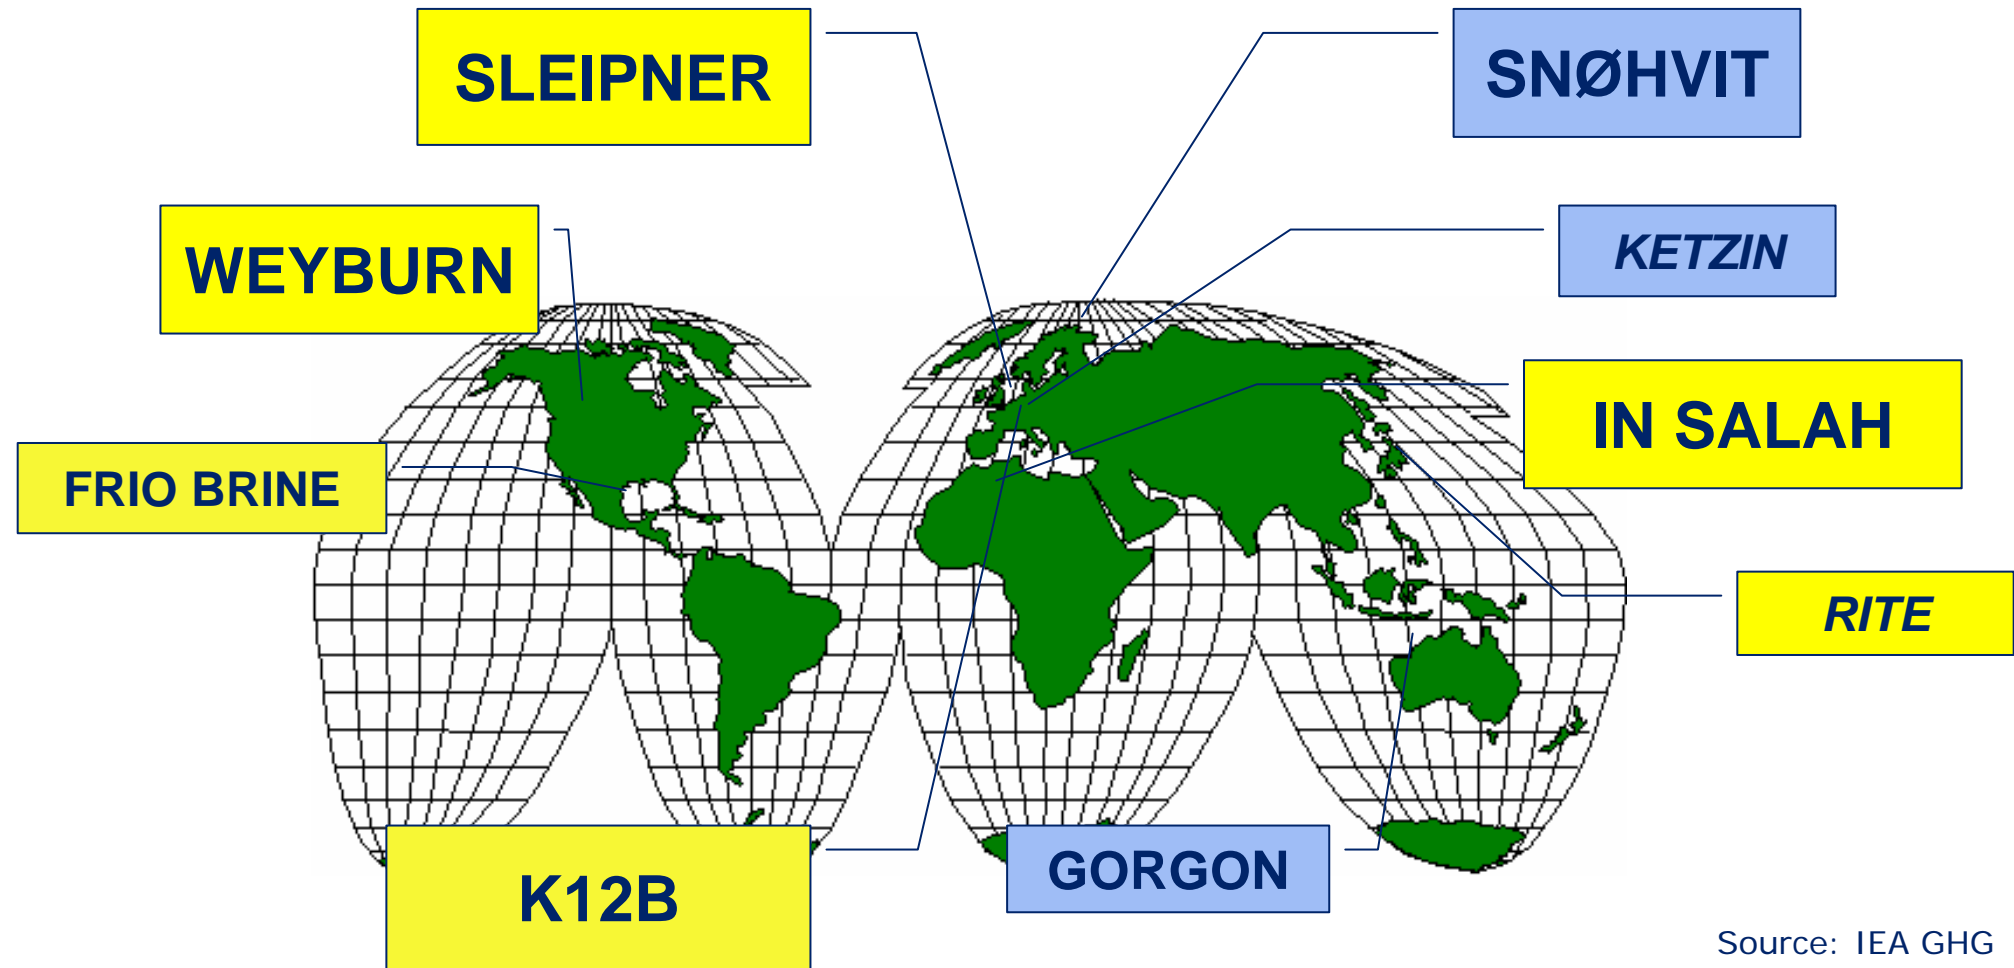 SLEIPNER
SNØHVIT
WEYBURN
KETZIN
IN SALAH
FRIO BRINE
RITE
K12B
GORGON
Source: IEA GHG